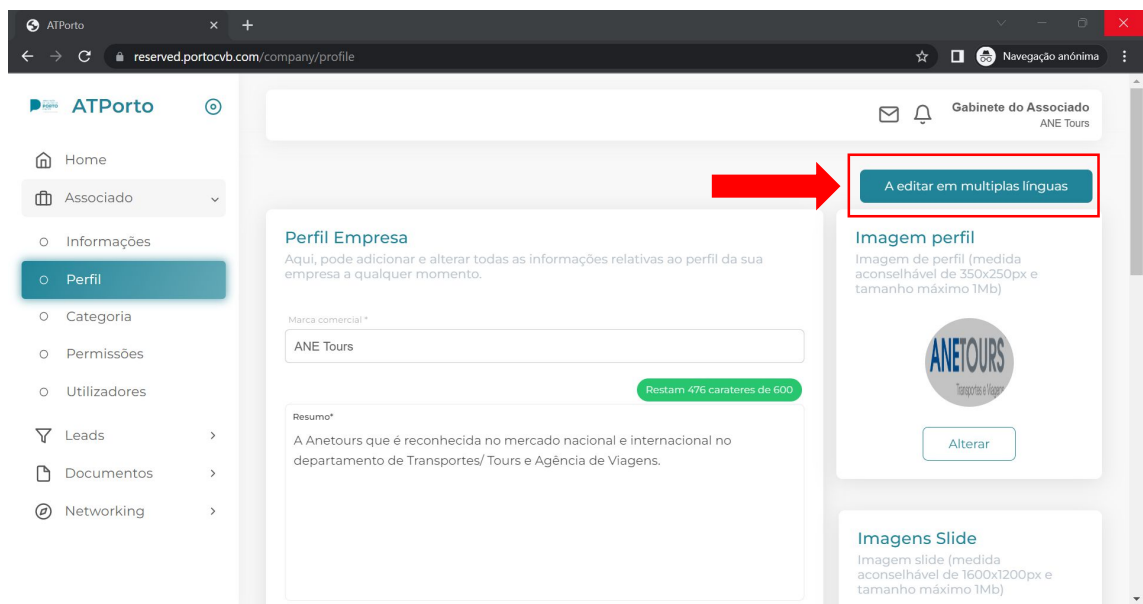 ATPorto
reserved.portocvb.com/company/profile
Navegação anónima
PORTO
ATPorto
Gabinete do Associado
ANE Tours
Home
Associado
Informações
Perfil
Categoria
Permissões
Utilizadores
Leads
Documentos
Networking
A editar em multiplas línguas
Perfil Empresa
Aqui, pode adicionar e alterar todas as informações relativas ao perfil da sua
empresa a qualquer momento.
Marca comercial *
ANE Tours
Restam 476 carateres de 600
Resumo*
A Anetours que é reconhecida no mercado nacional e internacional no
departamento de Transportes/ Tours e Agência de Viagens.
Imagem perfil
Imagem de perfil (medida
aconselhável de 350x250px e
tamanho máximo 1Mb)
ANETOURS
Transportes e Viagens
Alterar
Imagens Slide
Imagem slide (medida
aconselhável de 1600x1200px e
tamanho máximo 1Mb)